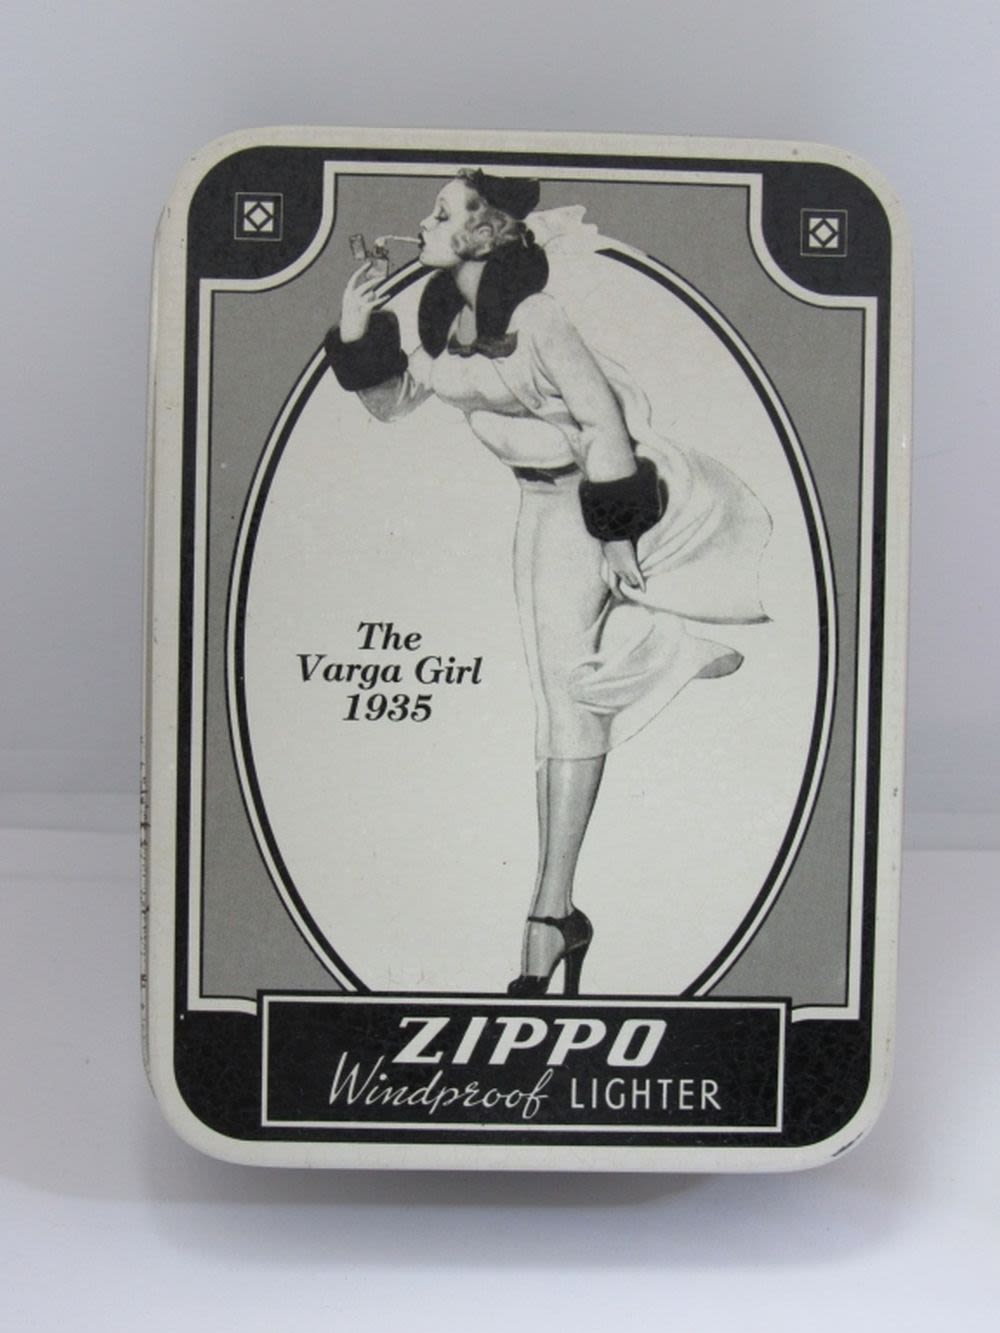 The
Varga Girl
1935
ZIPPO
Windproof LIGHTER